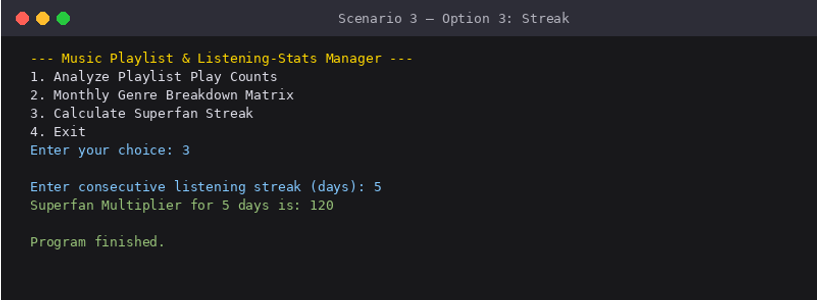 Scenario 3 — Option 3: Streak
--- Music Playlist & Listening-Stats Manager ---
1. Analyze Playlist Play Counts
2. Monthly Genre Breakdown Matrix
3. Calculate Superfan Streak
4. Exit
Enter your choice: 3
Enter consecutive listening streak (days): 5
Superfan Multiplier for 5 days is: 120
Program finished.